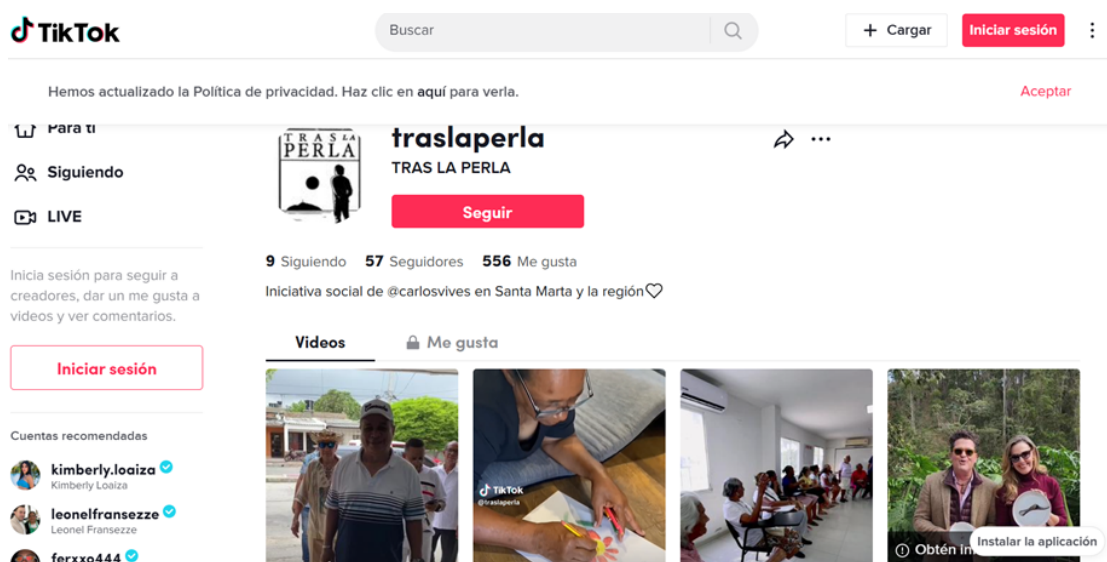 TikTok
Buscar
Cargar
Iniciar sesión
Hemos actualizado la Política de privacidad. Haz clic en aquí para verla.
Aceptar
Para ti
Siguiendo
LIVE
Inicia sesión para seguir a
creadores, dar un me gusta a
videos y ver comentarios.
Iniciar sesión
Cuentas recomendadas
kimberly.loaiza
Kimberly Loaiza
leonelfransezze
Leonel Fransezze
ferxxo444
TRAS LA
PERLA
traslaperla
TRAS LA PERLA
Seguir
9 Siguiendo 57 Seguidores 556 Me gusta
Iniciativa social de @carlosvives en Santa Marta y la región♡
Videos Me gusta
TikTok
@traslaperla
Obtén in
Instalar la aplicación